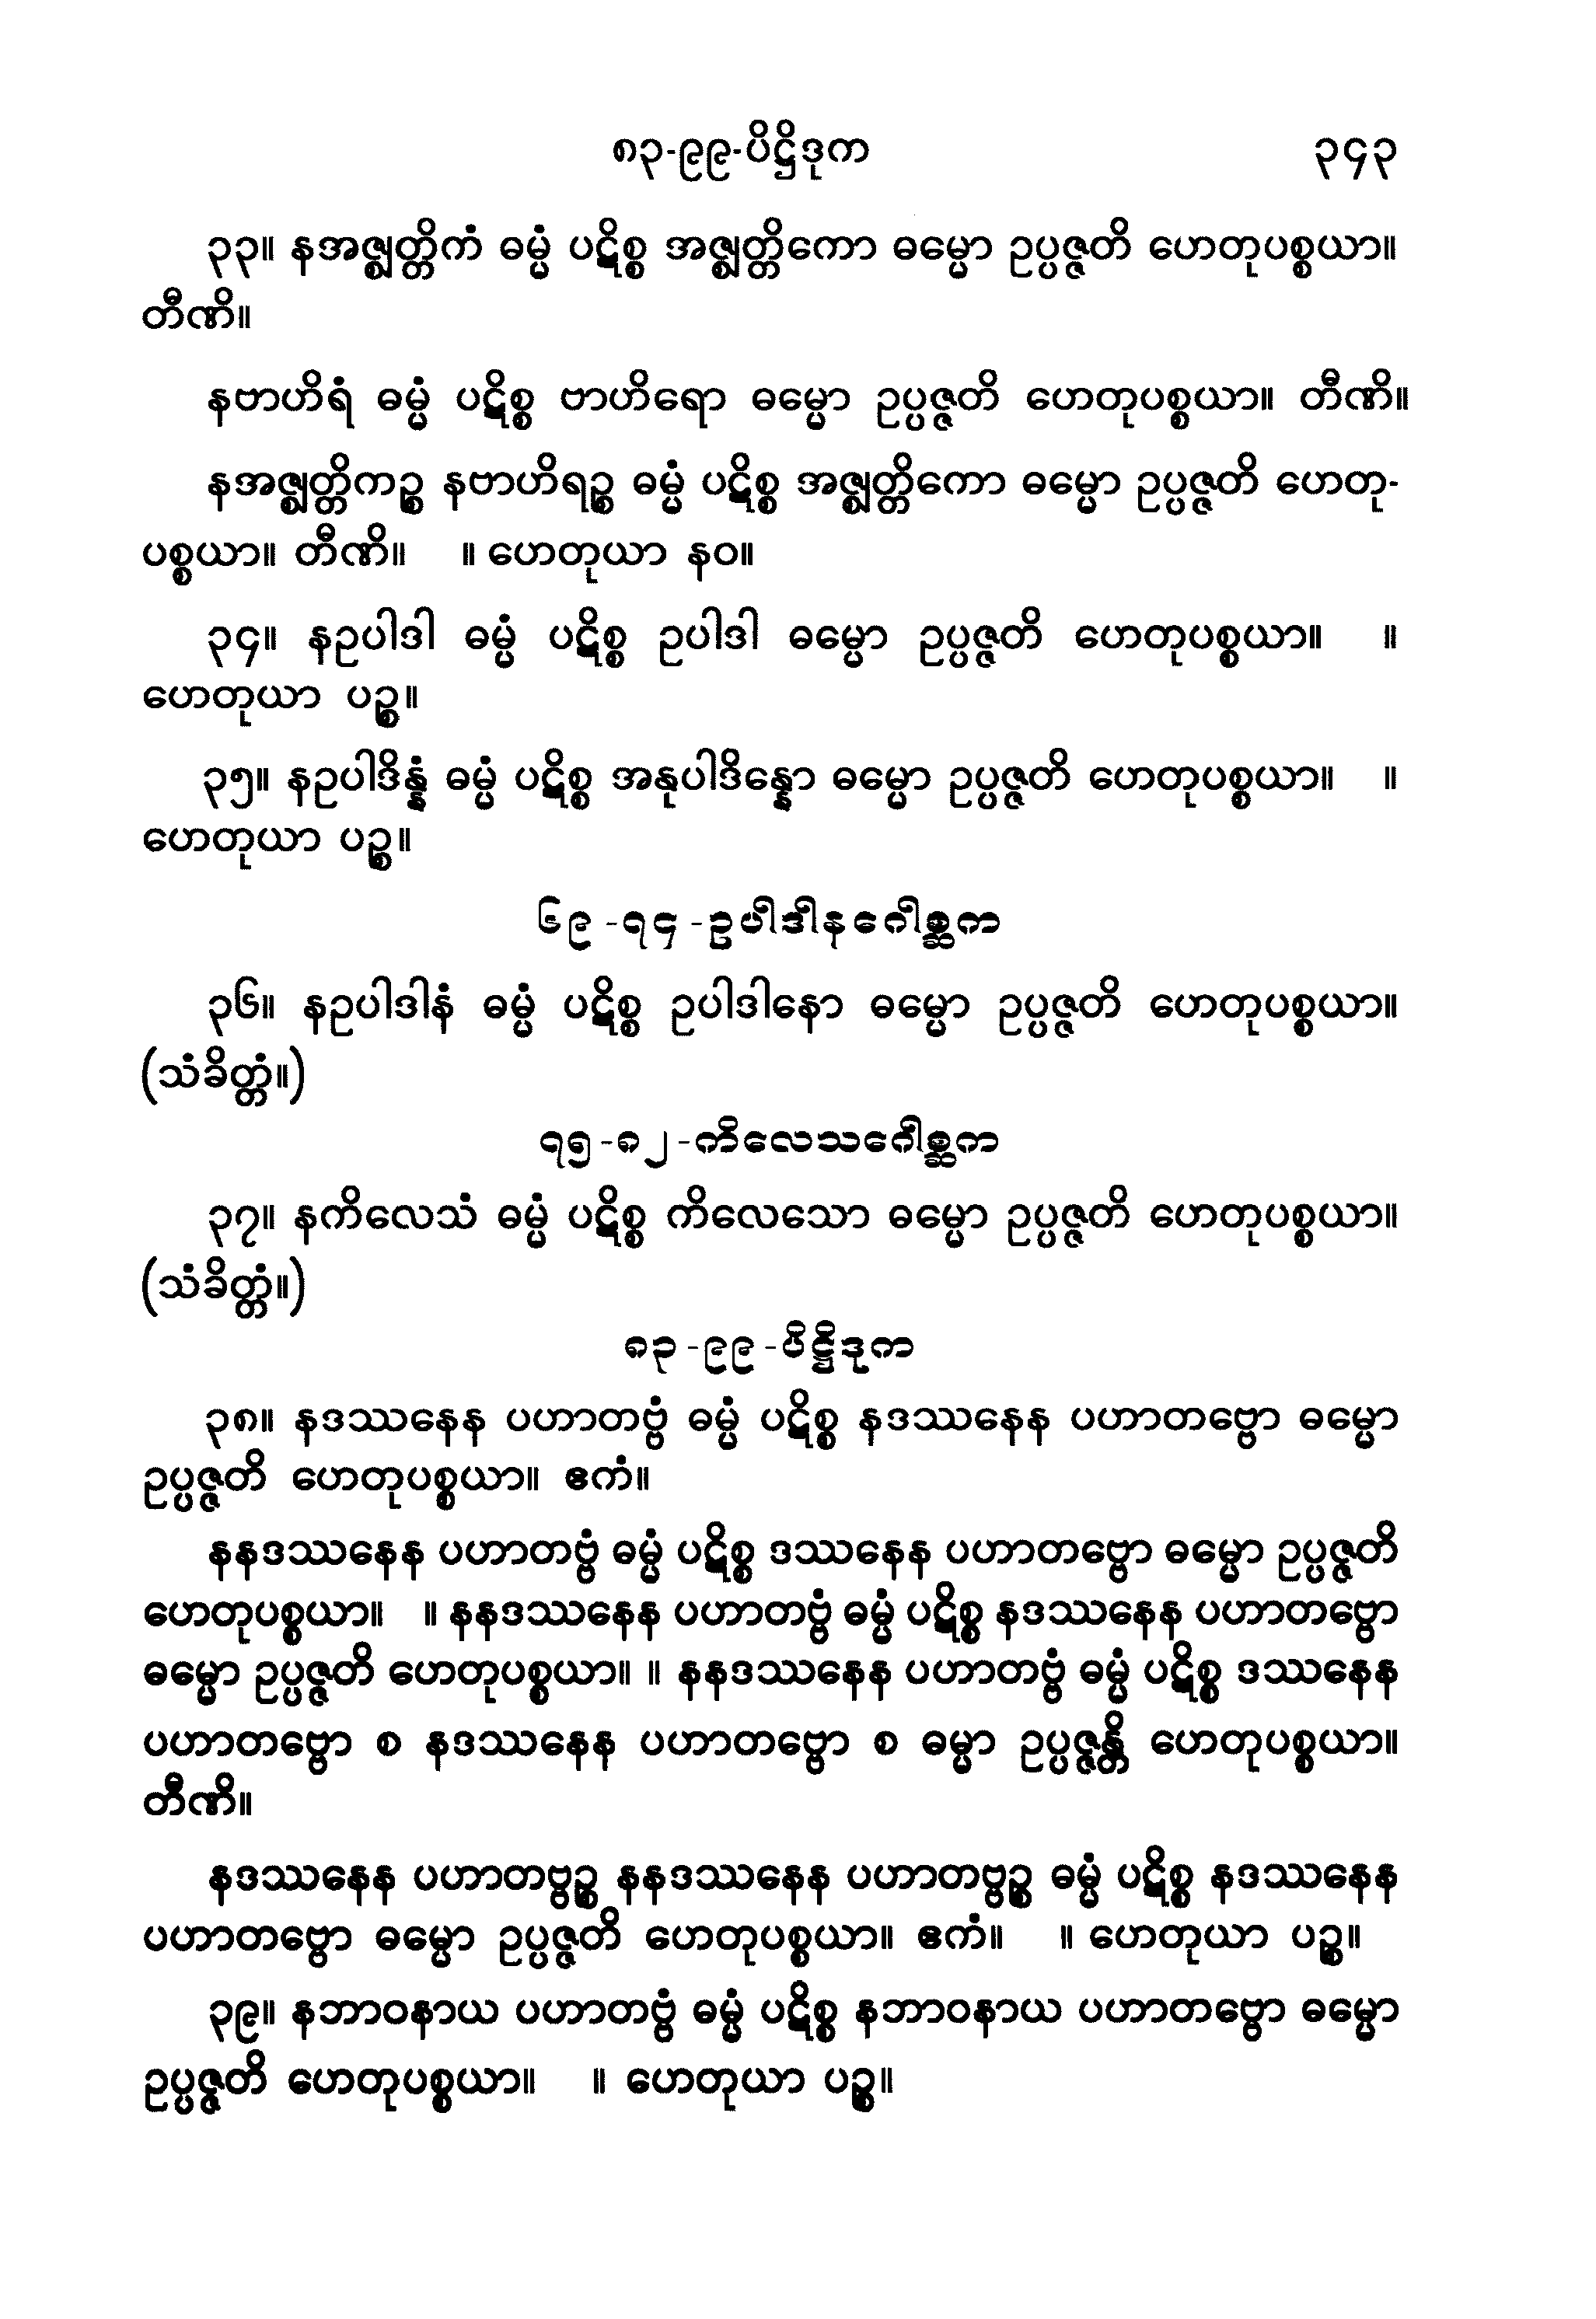 ၈၃-၉၉-ပိဋ္ဌိဒုက ၃၄၃
၃၃။ နအဇ္ဈတ္တိကံ ဓမ္မံ ပဋိစ္စ အဇ္ဈတ္တိကော ဓမ္မော ဥပ္ပဇ္ဇတိ ဟေတုပစ္စယာ။
တီဏိ။
နဗာဟိရံ ဓမ္မံ ပဋိစ္စ ဗာဟိရော ဓမ္မော ဥပ္ပဇ္ဇတိ ဟေတုပစ္စယာ။ တီဏိ။
နအဇ္ဈတ္တိကဉ္စ နဗာဟိရဉ္စ ဓမ္မံ ပဋိစ္စ အဇ္ဈတ္တိကော ဓမ္မော ဥပ္ပဇ္ဇတိ ဟေတု-
ပစ္စယာ။ တီဏိ။ ။ ဟေတုယာ နဝ။
၃၄။ နဥပါဒါ ဓမ္မံ ပဋိစ္စ ဥပါဒါ ဓမ္မော ဥပ္ပဇ္ဇတိ ဟေတုပစ္စယာ။ ။
ဟေတုယာ ပဉ္စ။
၃၅။ နဥပါဒိန္နံ ဓမ္မံ ပဋိစ္စ အနုပါဒိန္နော ဓမ္မော ဥပ္ပဇ္ဇတိ ဟေတုပစ္စယာ။ ။
ဟေတုယာ ပဉ္စ။
၆၉-၇၄-ဥပါဒါနဂေါစ္ဆက
၃၆။ နဥပါဒါနံ ဓမ္မံ ပဋိစ္စ ဥပါဒါနော ဓမ္မော ဥပ္ပဇ္ဇတိ ဟေတုပစ္စယာ။
(သံခိတ္တံ။)
၇၅-၈၂-ကိလေသဂေါစ္ဆက
၃၇။ နကိလေသံ ဓမ္မံ ပဋိစ္စ ကိလေသော ဓမ္မော ဥပ္ပဇ္ဇတိ ဟေတုပစ္စယာ။
(သံခိတ္တံ။)
၈၃-၉၉-ပိဋ္ဌိဒုက
၃၈။ နဒဿနေန ပဟာတဗ္ဗံ ဓမ္မံ ပဋိစ္စ နဒဿနေန ပဟာတဗ္ဗော ဓမ္မော
ဥပ္ပဇ္ဇတိ ဟေတုပစ္စယာ။ ဧကံ။
နနဒဿနေန ပဟာတဗ္ဗံ ဓမ္မံ ပဋိစ္စ ဒဿနေန ပဟာတဗ္ဗော ဓမ္မော ဥပ္ပဇ္ဇတိ
ဟေတုပစ္စယာ။ ။ နနဒဿနေန ပဟာတဗ္ဗံ ဓမ္မံ ပဋိစ္စ နဒဿနေန ပဟာတဗ္ဗော
ဓမ္မော ဥပ္ပဇ္ဇတိ ဟေတုပစ္စယာ။ ။ နနဒဿနေန ပဟာတဗ္ဗံ ဓမ္မံ ပဋိစ္စ ဒဿနေန
ပဟာတဗ္ဗော စ နဒဿနေန ပဟာတဗ္ဗော စ ဓမ္မာ ဥပ္ပဇ္ဇန္တိ ဟေတုပစ္စယာ။
တီဏိ။
နဒဿနေန ပဟာတဗ္ဗဉ္စ နနဒဿနေန ပဟာတဗ္ဗဉ္စ ဓမ္မံ ပဋိစ္စ နဒဿနေန
ပဟာတဗ္ဗော ဓမ္မော ဥပ္ပဇ္ဇတိ ဟေတုပစ္စယာ။ ဧကံ။ ။ ဟေတုယာ ပဉ္စ။
၃၉။ နဘာဝနာယ ပဟာတဗ္ဗံ ဓမ္မံ ပဋိစ္စ နဘာဝနာယ ပဟာတဗ္ဗော ဓမ္မော
ဥပ္ပဇ္ဇတိ ဟေတုပစ္စယာ။ ။ ဟေတုယာ ပဉ္စ။